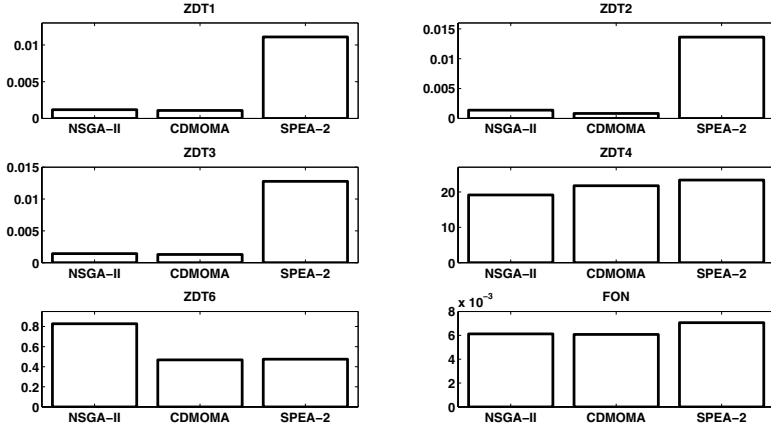 ZDT1
0.01
0.005
0
NSGA−II CDMOMA SPEA−2
ZDT2
0.015
0.01
0.005
0
NSGA−II CDMOMA SPEA−2
ZDT3
0.015
0.01
0.005
0
NSGA−II CDMOMA SPEA−2
ZDT4
20
10
0
NSGA−II CDMOMA SPEA−2
ZDT6
0.8
0.6
0.4
0.2
0
NSGA−II CDMOMA SPEA−2
x 10⁻³ FON
8
6
4
2
0
NSGA−II CDMOMA SPEA−2